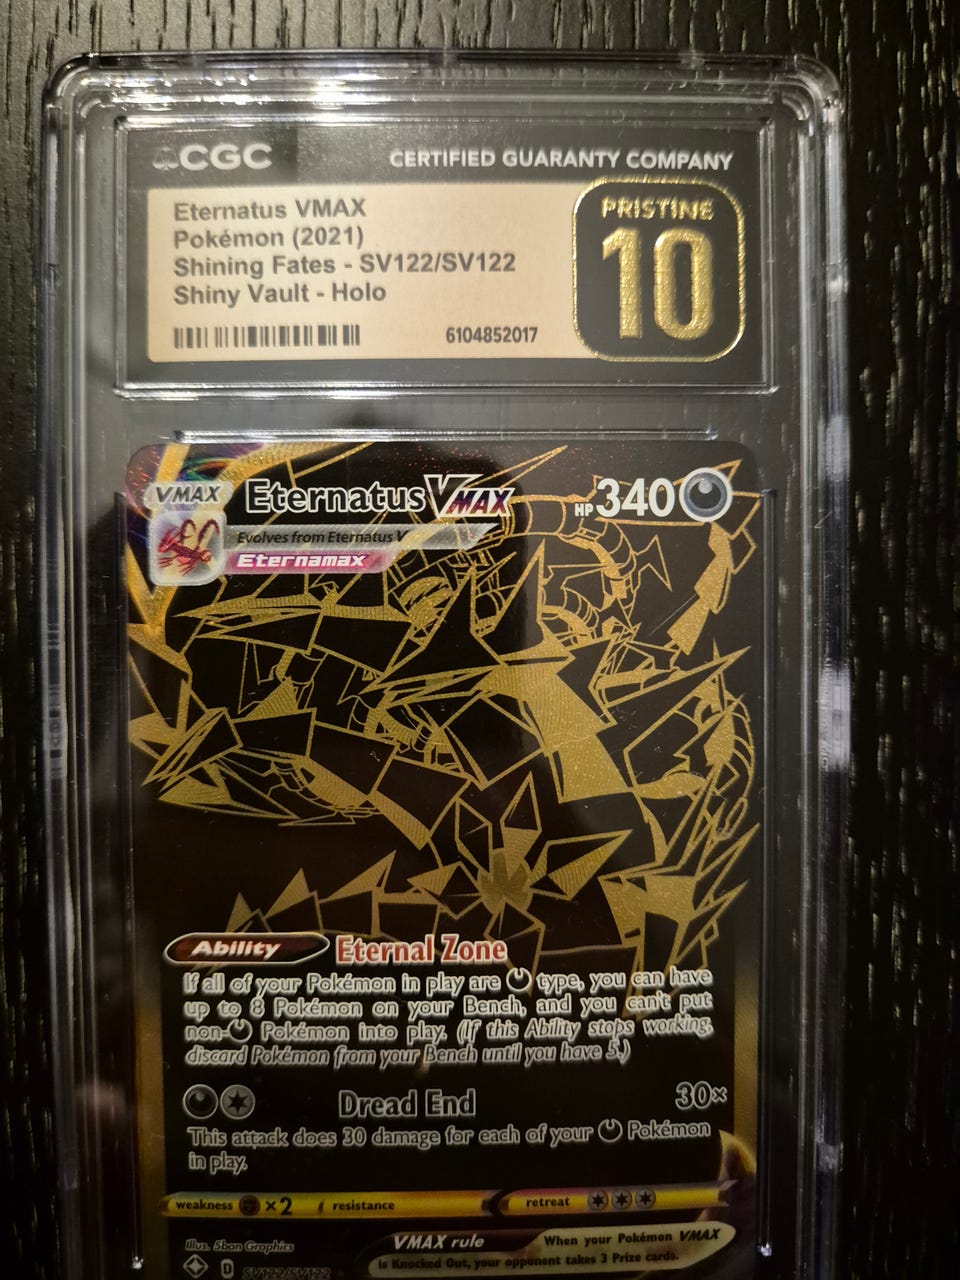 CGC
CERTIFIED GUARANTY COMPANY
Eternatus VMAX
Pokémon (2021)
Shining Fates - SV122/SV122
Shiny Vault - Holo
6104852017
PRISTINE
10
VMAX
Eternatus VMAX
HP 340
Evolves from Eternatus V
Eternamax
Ability Eternal Zone
If all of your Pokémon in play are type, you can have
up to 8 Pokémon on your Bench, and you can't put
non- Pokémon into play. (If this Ability stops working,
discard Pokémon from your Bench until you have 5.)
Dread End 30×
This attack does 30 damage for each of your Pokémon
in play.
weakness ×2 resistance retreat
Illus. 5ban Graphics
D SV122/SV122
VMAX rule When your Pokémon VMAX
is Knocked Out, your opponent takes 3 Prize cards.